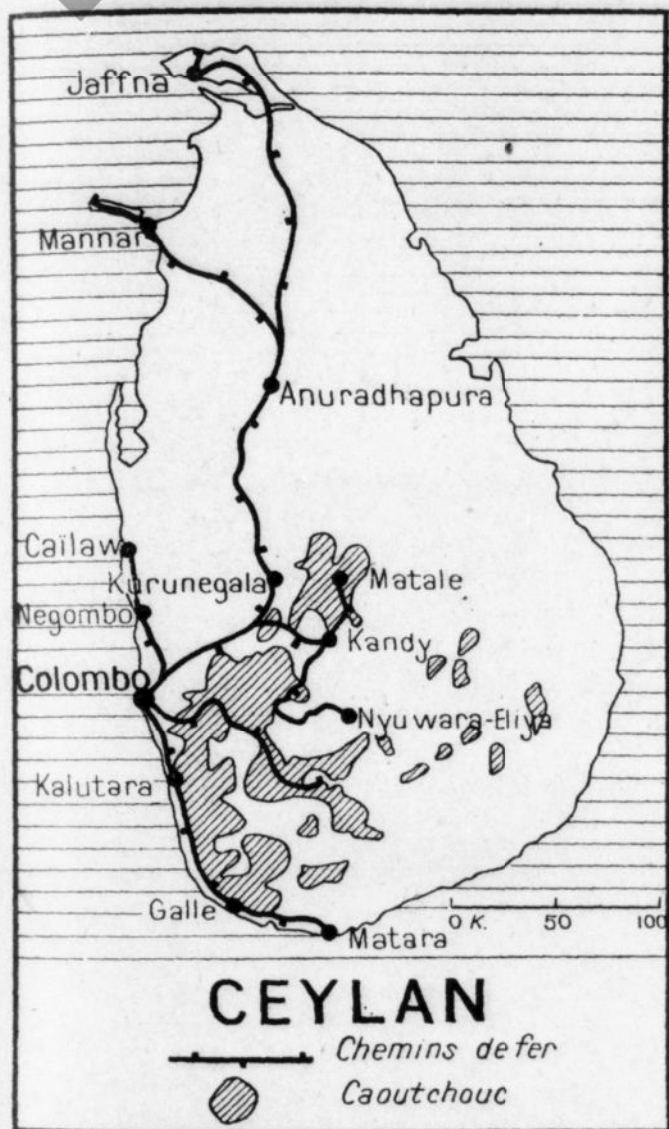 Jaffna
Mannar
Anuradhapura
Caïlaw
Kurunegala
Matale
Negombo
Kandy
Colombo
Nyuwara-Eliya
Kalutara
Galle
Matara
0 K. 50 100
CEYLAN
Chemins de fer
Caoutchouc